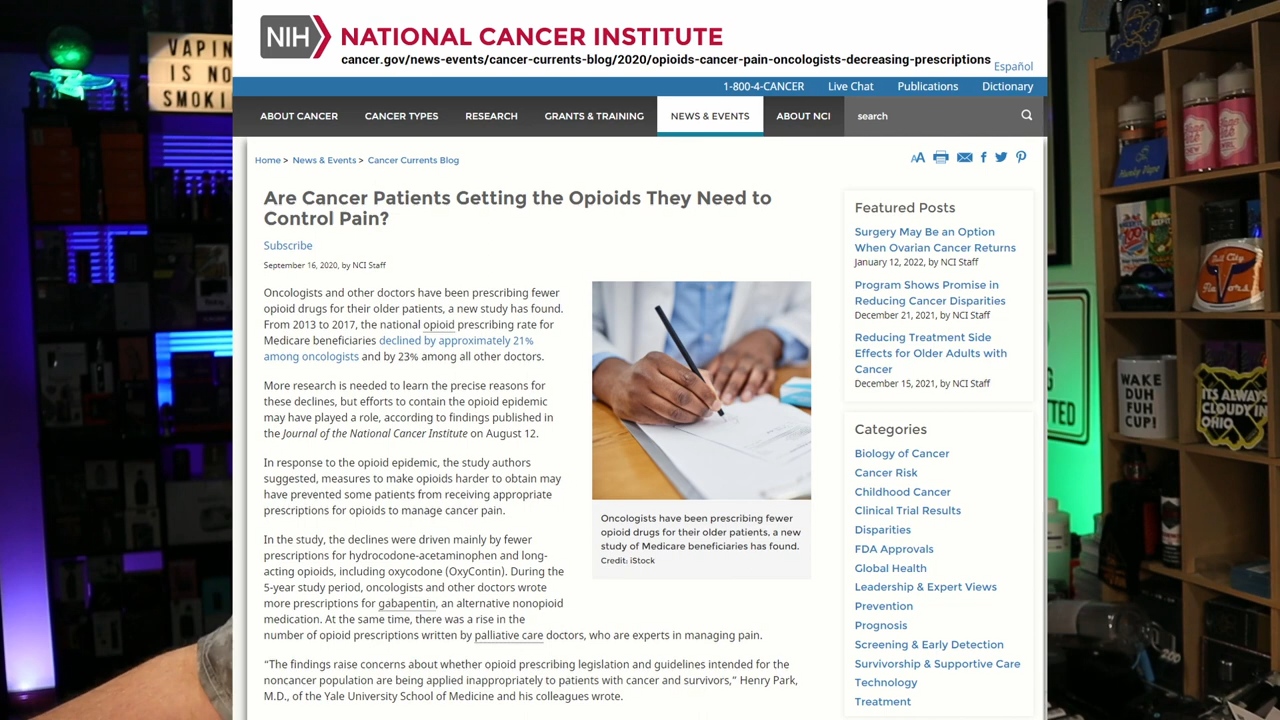 VAPIN
IS NO
SMOKI
NIH
NATIONAL CANCER INSTITUTE
cancer.gov/news-events/cancer-currents-blog/2020/opioids-cancer-pain-oncologists-decreasing-prescriptions
Español
1-800-4-CANCER Live Chat Publications Dictionary
ABOUT CANCER CANCER TYPES RESEARCH GRANTS & TRAINING NEWS & EVENTS ABOUT NCI search
Home > News & Events > Cancer Currents Blog
Are Cancer Patients Getting the Opioids They Need to
Control Pain?
Subscribe
September 16, 2020, by NCI Staff
Oncologists and other doctors have been prescribing fewer
opioid drugs for their older patients, a new study has found.
From 2013 to 2017, the national opioid prescribing rate for
Medicare beneficiaries declined by approximately 21%
among oncologists and by 23% among all other doctors.
More research is needed to learn the precise reasons for
these declines, but efforts to contain the opioid epidemic
may have played a role, according to findings published in
the Journal of the National Cancer Institute on August 12.
In response to the opioid epidemic, the study authors
suggested, measures to make opioids harder to obtain may
have prevented some patients from receiving appropriate
prescriptions for opioids to manage cancer pain.
In the study, the declines were driven mainly by fewer
prescriptions for hydrocodone-acetaminophen and long-
acting opioids, including oxycodone (OxyContin). During the
5-year study period, oncologists and other doctors wrote
more prescriptions for gabapentin, an alternative nonopioid
medication. At the same time, there was a rise in the
number of opioid prescriptions written by palliative care doctors, who are experts in managing pain.
“The findings raise concerns about whether opioid prescribing legislation and guidelines intended for the
noncancer population are being applied inappropriately to patients with cancer and survivors,” Henry Park,
M.D., of the Yale University School of Medicine and his colleagues wrote.
Oncologists have been prescribing fewer
opioid drugs for their older patients, a new
study of Medicare beneficiaries has found.
Credit: iStock
AA
Featured Posts
Surgery May Be an Option
When Ovarian Cancer Returns
January 12, 2022, by NCI Staff
Program Shows Promise in
Reducing Cancer Disparities
December 21, 2021, by NCI Staff
Reducing Treatment Side
Effects for Older Adults with
Cancer
December 15, 2021, by NCI Staff
Categories
Biology of Cancer
Cancer Risk
Childhood Cancer
Clinical Trial Results
Disparities
FDA Approvals
Global Health
Leadership & Expert Views
Prevention
Prognosis
Screening & Early Detection
Survivorship & Supportive Care
Technology
Treatment
WAKE
DUH
FUH
CUP!
ITS ALWAYS
CLOUDY IN
OHIO